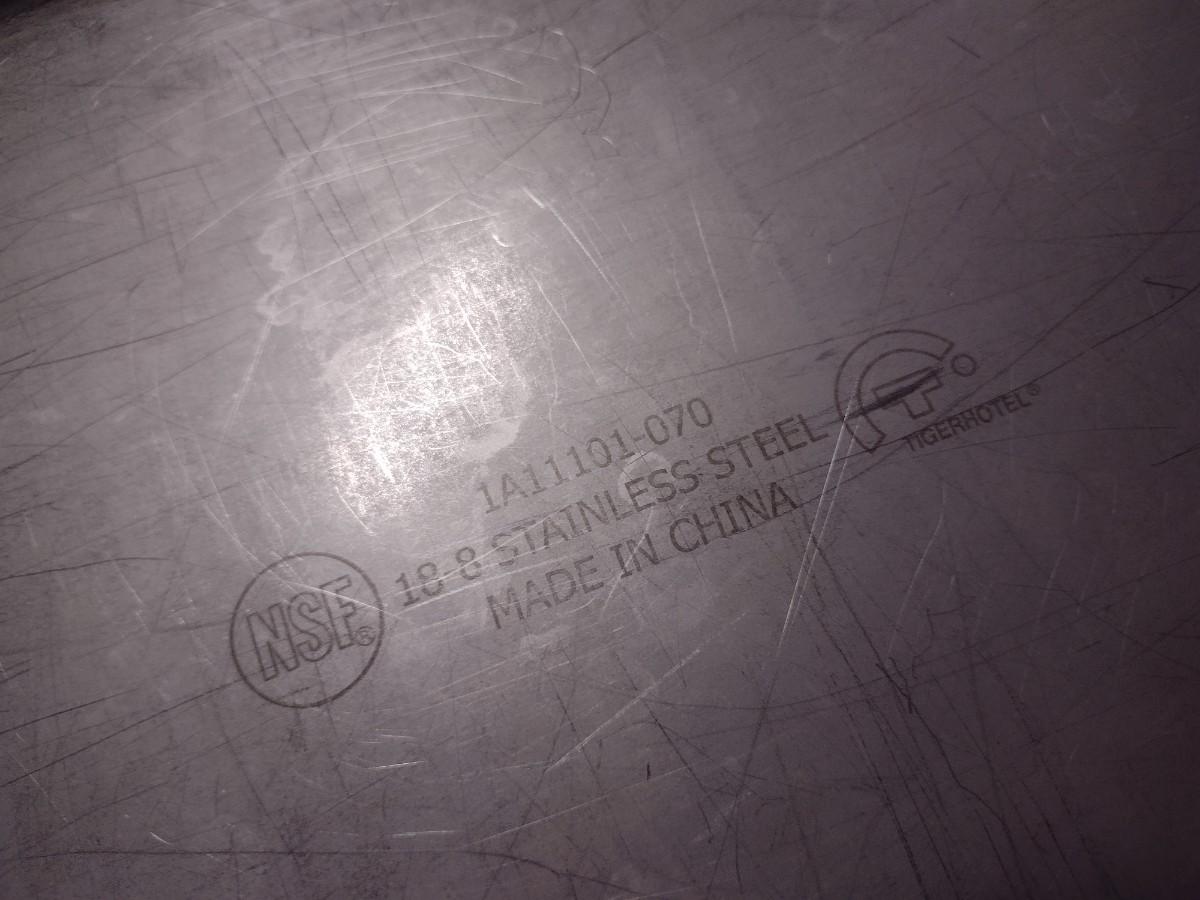 1A11101-070
18-8 STAINLESS STEEL
MADE IN CHINA
NSF®
TIGERHOTEL®